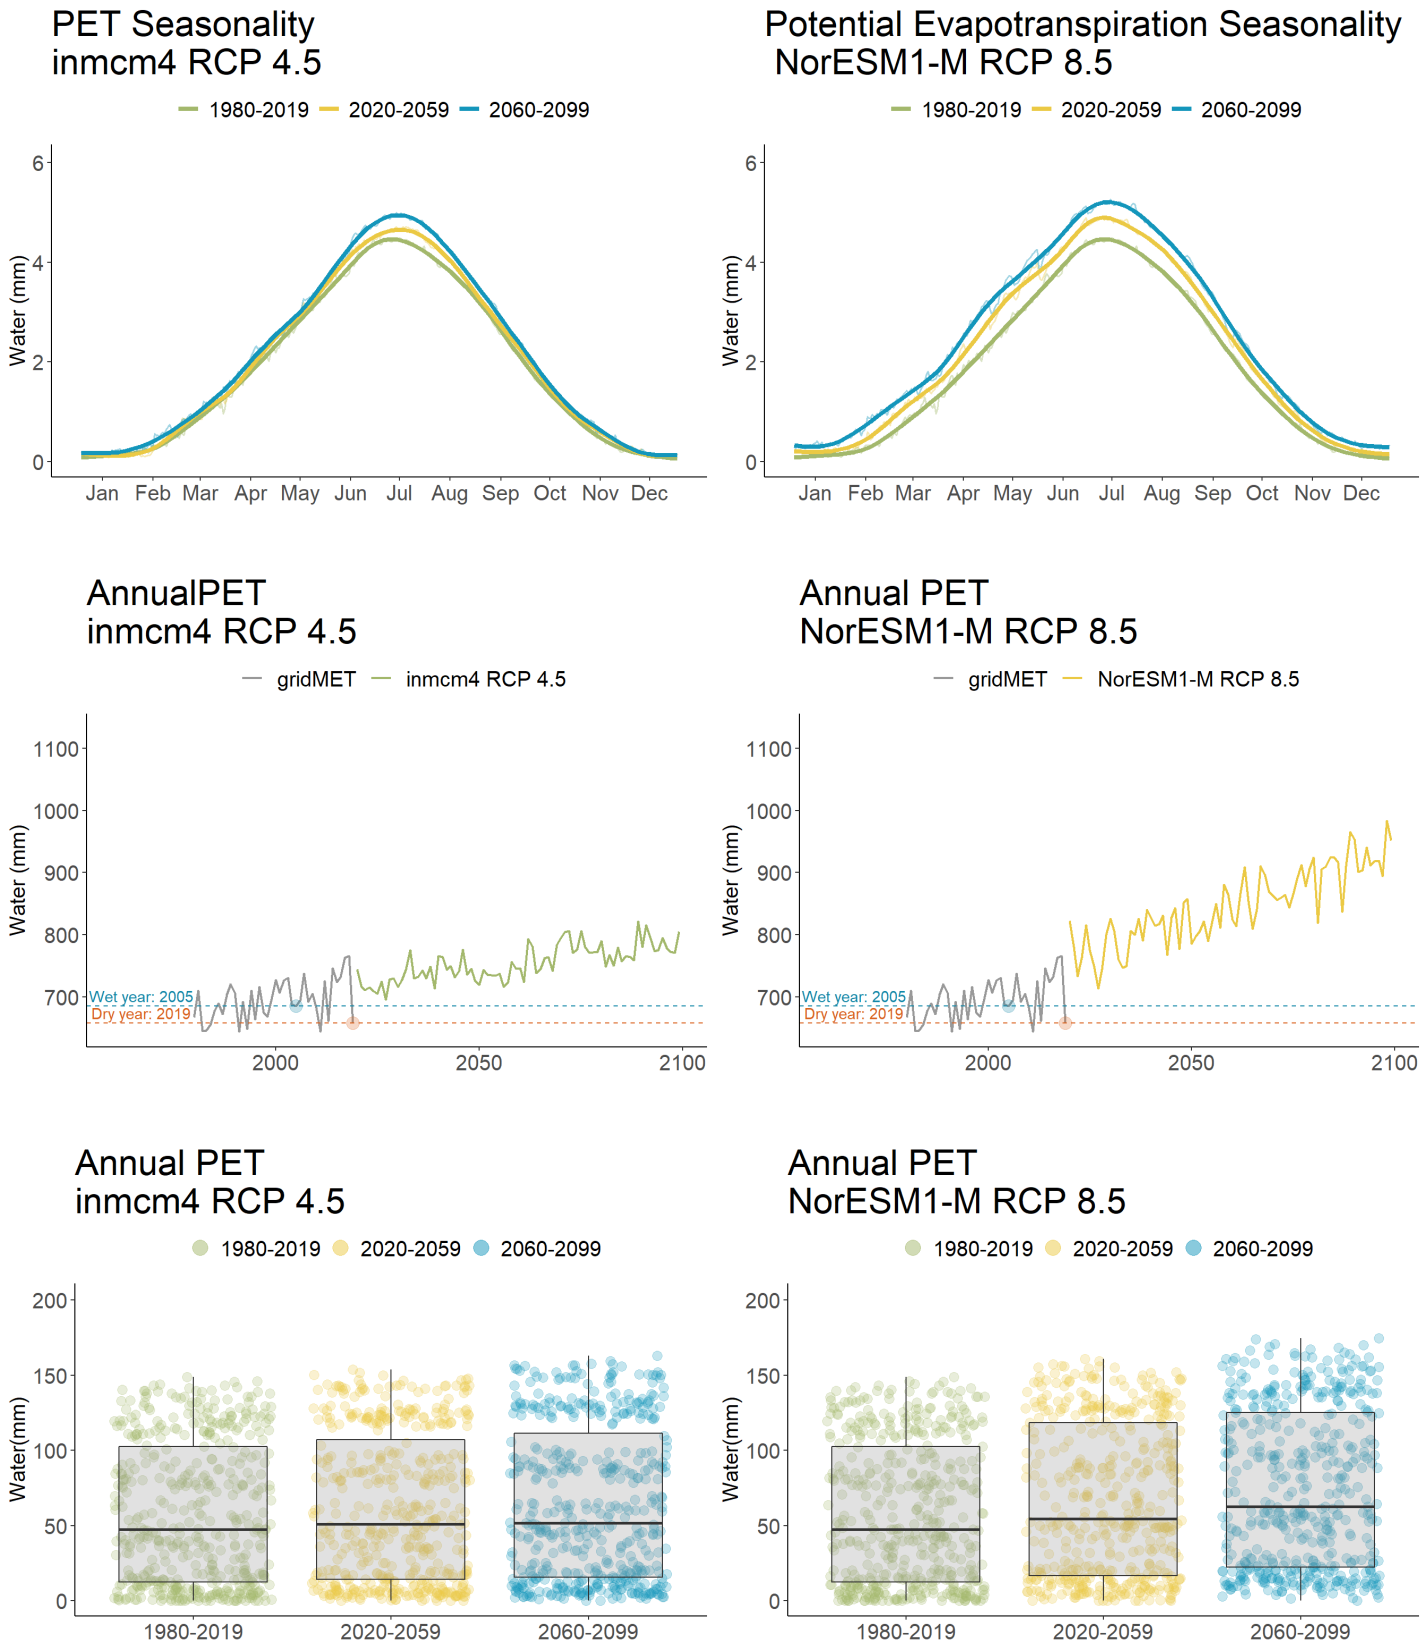 PET Seasonality
inmcm4 RCP 4.5
1980-2019 2020-2059 2060-2099
6
4
2
0
Water (mm)
Jan Feb Mar Apr May Jun Jul Aug Sep Oct Nov Dec
Potential Evapotranspiration Seasonality
NorESM1-M RCP 8.5
1980-2019 2020-2059 2060-2099
6
4
2
0
Water (mm)
Jan Feb Mar Apr May Jun Jul Aug Sep Oct Nov Dec
AnnualPET
inmcm4 RCP 4.5
gridMET inmcm4 RCP 4.5
1100
1000
900
800
700
Water (mm)
Wet year: 2005
Dry year: 2019
2000 2050 2100
Annual PET
NorESM1-M RCP 8.5
gridMET NorESM1-M RCP 8.5
1100
1000
900
800
700
Water (mm)
Wet year: 2005
Dry year: 2019
2000 2050 2100
Annual PET
inmcm4 RCP 4.5
1980-2019 2020-2059 2060-2099
200
150
100
50
0
Water(mm)
1980-2019 2020-2059 2060-2099
Annual PET
NorESM1-M RCP 8.5
1980-2019 2020-2059 2060-2099
200
150
100
50
0
Water(mm)
1980-2019 2020-2059 2060-2099